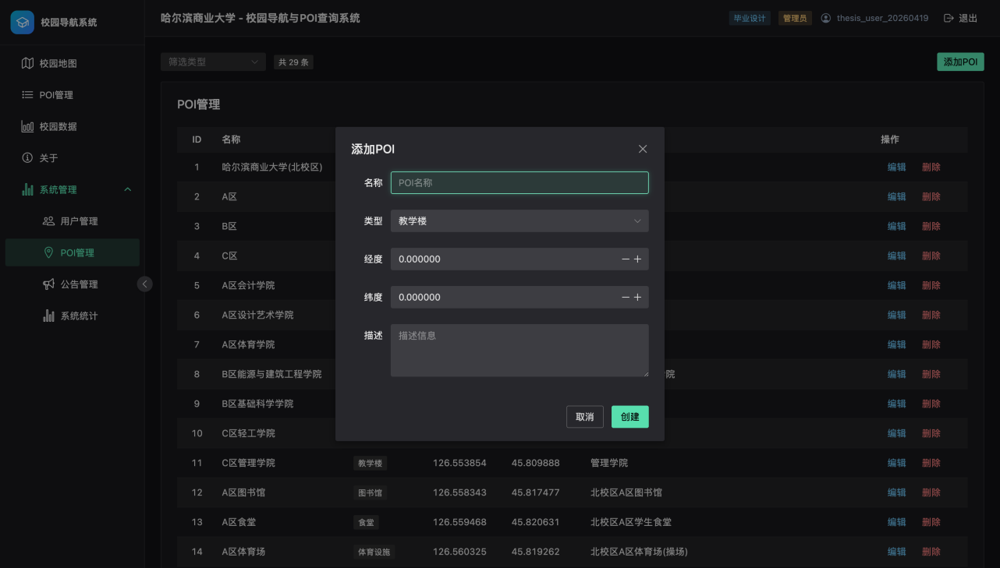 校园导航系统
哈尔滨商业大学 - 校园导航与POI查询系统
毕业设计
管理员
thesis_user_20260419
退出
校园地图
POI管理
校园数据
关于
系统管理
用户管理
POI管理
公告管理
系统统计
筛选类型
共 29 条
添加POI
POI管理
ID 名称 操作
1 哈尔滨商业大学(北校区) 编辑 删除
2 A区 编辑 删除
3 B区 编辑 删除
4 C区 编辑 删除
5 A区会计学院 编辑 删除
6 A区设计艺术学院 编辑 删除
7 A区体育学院 编辑 删除
8 B区能源与建筑工程学院 院 编辑 删除
9 B区基础科学学院 编辑 删除
10 C区轻工学院 编辑 删除
11 C区管理学院 教学楼 126.553854 45.809888 管理学院 编辑 删除
12 A区图书馆 图书馆 126.558343 45.817477 北校区A区图书馆 编辑 删除
13 A区食堂 食堂 126.559468 45.820631 北校区A区学生食堂 编辑 删除
14 A区体育场 体育设施 126.560325 45.819262 北校区A区体育场(操场) 编辑 删除
添加POI
名称 POI名称
类型 教学楼
经度 0.000000
纬度 0.000000
描述 描述信息
取消 创建